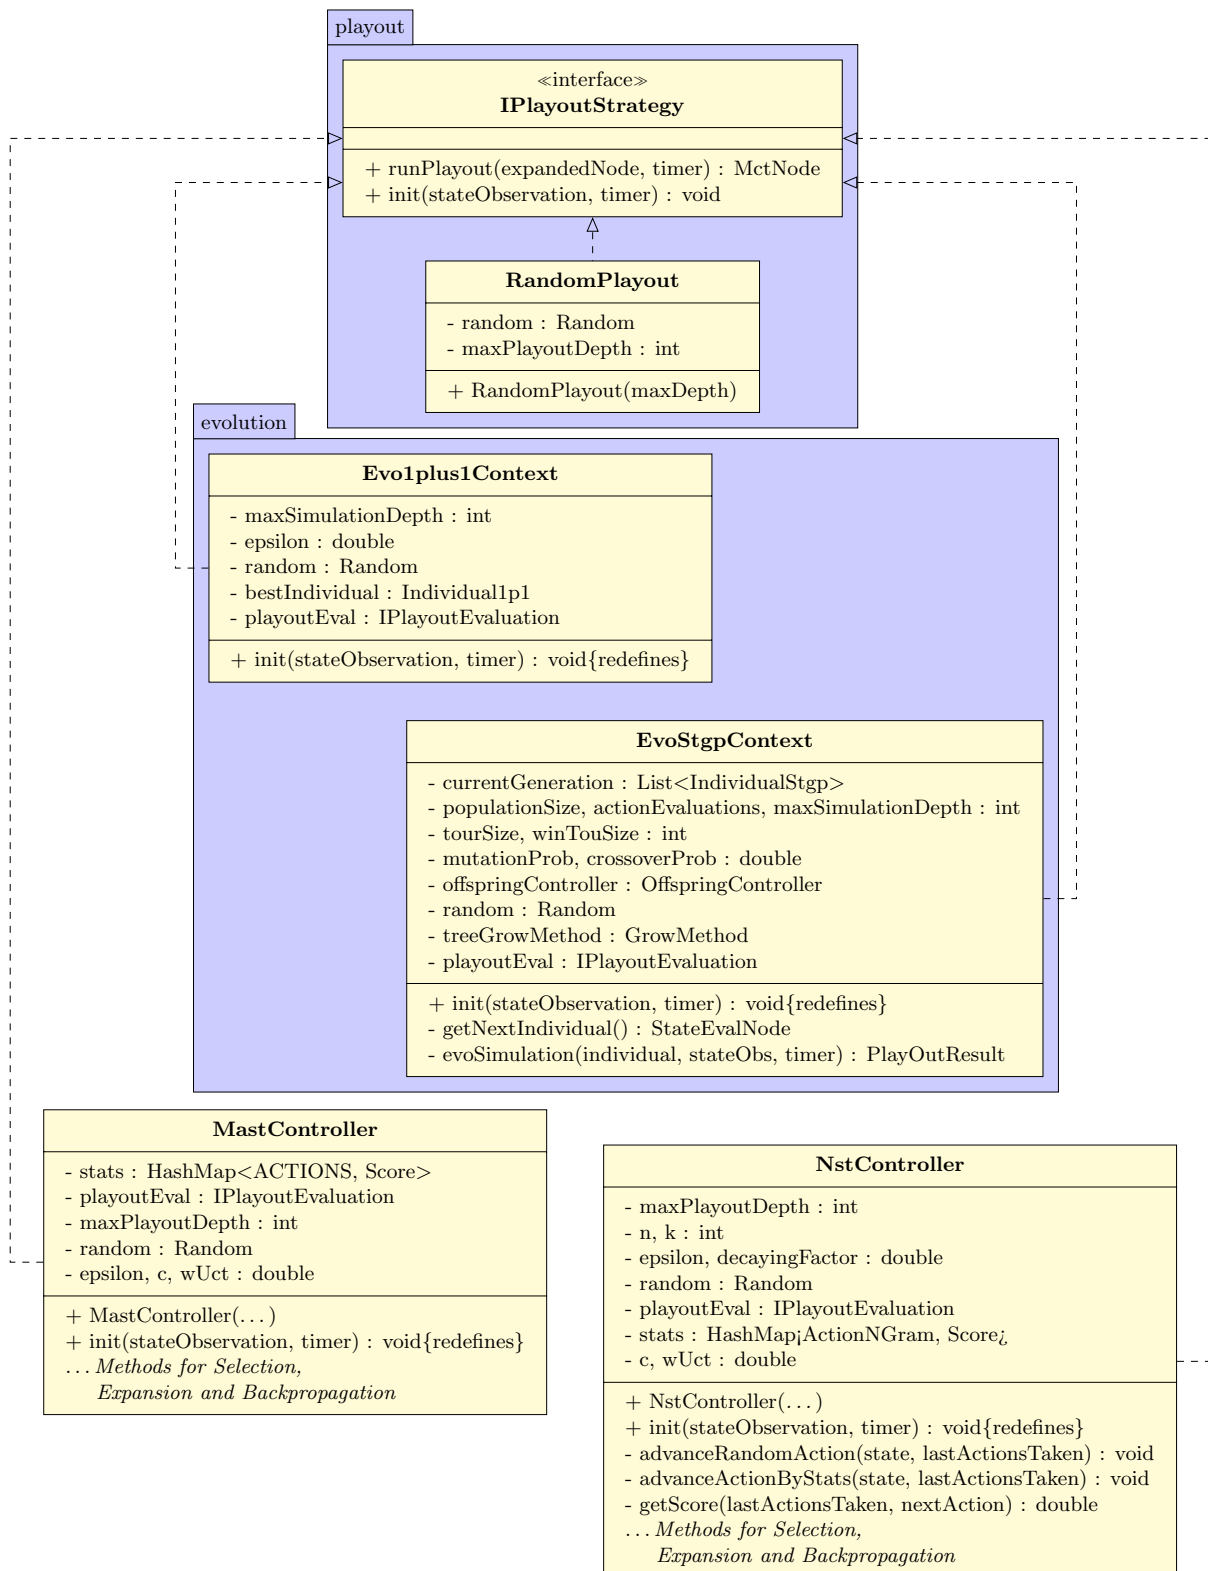 playout
≪interface≫
IPlayoutStrategy
+ runPlayout(expandedNode, timer) : MctNode
+ init(stateObservation, timer) : void
RandomPlayout
- random : Random
- maxPlayoutDepth : int
+ RandomPlayout(maxDepth)
evolution
Evo1plus1Context
- maxSimulationDepth : int
- epsilon : double
- random : Random
- bestIndividual : Individual1p1
- playoutEval : IPlayoutEvaluation
+ init(stateObservation, timer) : void{redefines}
EvoStgpContext
- currentGeneration : List<IndividualStgp>
- populationSize, actionEvaluations, maxSimulationDepth : int
- tourSize, winTouSize : int
- mutationProb, crossoverProb : double
- offspringController : OffspringController
- random : Random
- treeGrowMethod : GrowMethod
- playoutEval : IPlayoutEvaluation
+ init(stateObservation, timer) : void{redefines}
- getNextIndividual() : StateEvalNode
- evoSimulation(individual, stateObs, timer) : PlayOutResult
MastController
- stats : HashMap<ACTIONS, Score>
- playoutEval : IPlayoutEvaluation
- maxPlayoutDepth : int
- random : Random
- epsilon, c, wUct : double
+ MastController(...)
+ init(stateObservation, timer) : void{redefines}
... Methods for Selection,
Expansion and Backpropagation
NstController
- maxPlayoutDepth : int
- n, k : int
- epsilon, decayingFactor : double
- random : Random
- playoutEval : IPlayoutEvaluation
- stats : HashMap¡ActionNGram, Score¿
- c, wUct : double
+ NstController(...)
+ init(stateObservation, timer) : void{redefines}
- advanceRandomAction(state, lastActionsTaken) : void
- advanceActionByStats(state, lastActionsTaken) : void
- getScore(lastActionsTaken, nextAction) : double
... Methods for Selection,
Expansion and Backpropagation